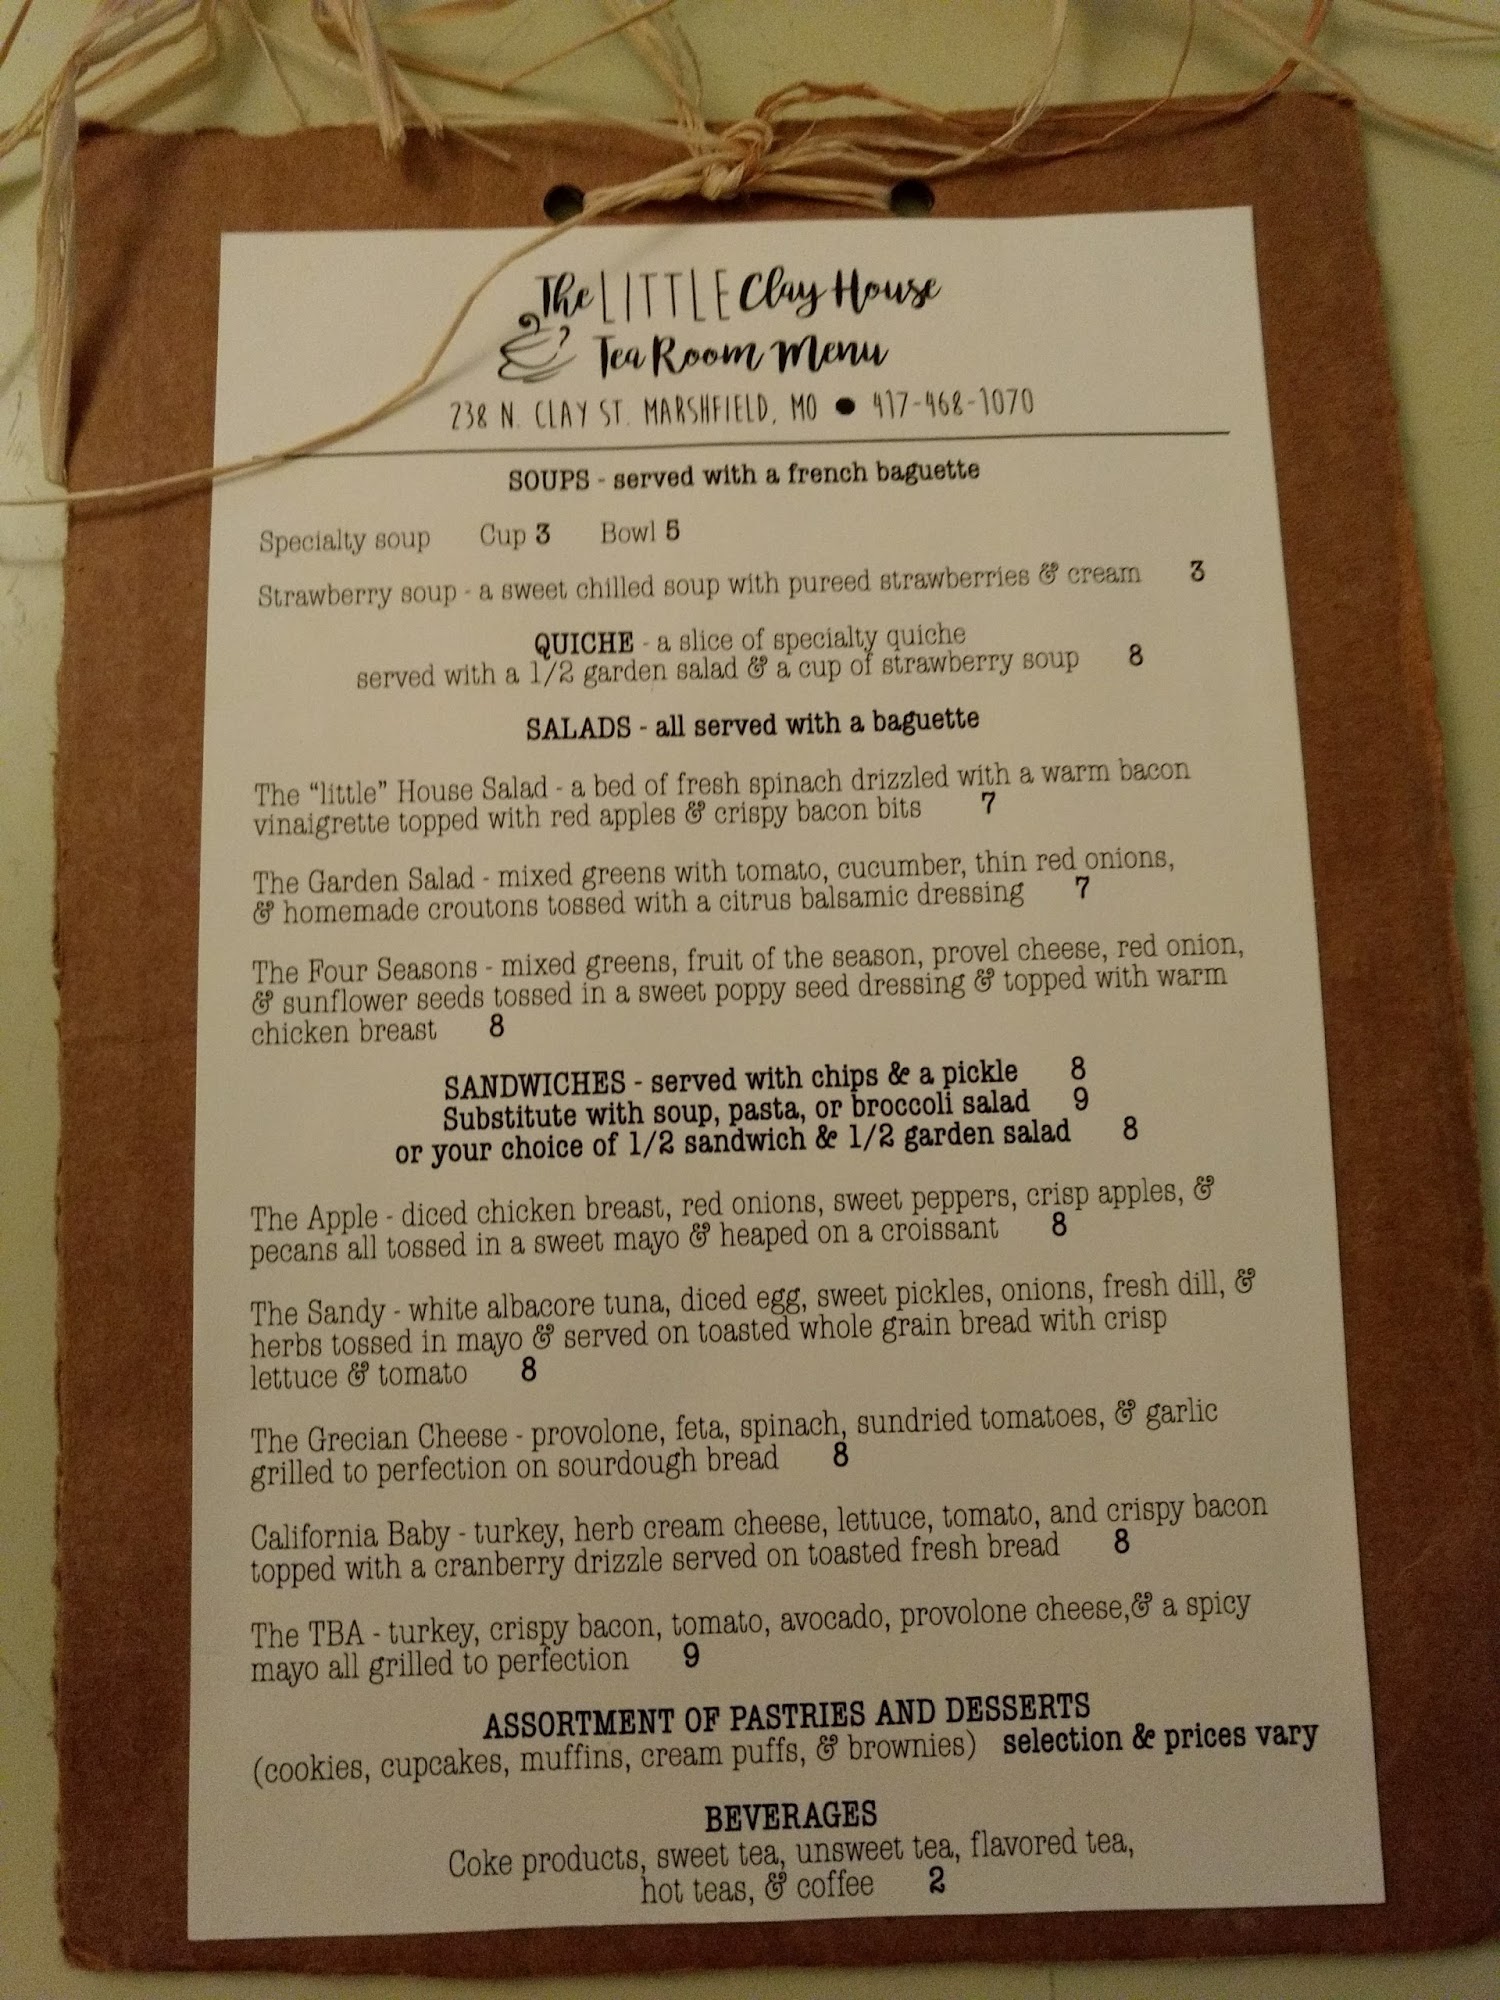 The LITTLE Clay House
Tea Room Menu
238 N. CLAY ST. MARSHFIELD, MO ● 417-468-1070
SOUPS - served with a french baguette
Specialty soup Cup 3 Bowl 5
Strawberry soup - a sweet chilled soup with pureed strawberries & cream 3
QUICHE - a slice of specialty quiche
served with a 1/2 garden salad & a cup of strawberry soup 8
SALADS - all served with a baguette
The "little" House Salad - a bed of fresh spinach drizzled with a warm bacon
vinaigrette topped with red apples & crispy bacon bits 7
The Garden Salad - mixed greens with tomato, cucumber, thin red onions,
& homemade croutons tossed with a citrus balsamic dressing 7
The Four Seasons - mixed greens, fruit of the season, provel cheese, red onion,
& sunflower seeds tossed in a sweet poppy seed dressing & topped with warm
chicken breast 8
SANDWICHES - served with chips & a pickle 8
Substitute with soup, pasta, or broccoli salad 9
or your choice of 1/2 sandwich & 1/2 garden salad 8
The Apple - diced chicken breast, red onions, sweet peppers, crisp apples, &
pecans all tossed in a sweet mayo & heaped on a croissant 8
The Sandy - white albacore tuna, diced egg, sweet pickles, onions, fresh dill, &
herbs tossed in mayo & served on toasted whole grain bread with crisp
lettuce & tomato 8
The Grecian Cheese - provolone, feta, spinach, sundried tomatoes, & garlic
grilled to perfection on sourdough bread 8
California Baby - turkey, herb cream cheese, lettuce, tomato, and crispy bacon
topped with a cranberry drizzle served on toasted fresh bread 8
The TBA - turkey, crispy bacon, tomato, avocado, provolone cheese,& a spicy
mayo all grilled to perfection 9
ASSORTMENT OF PASTRIES AND DESSERTS
(cookies, cupcakes, muffins, cream puffs, & brownies) selection & prices vary
BEVERAGES
Coke products, sweet tea, unsweet tea, flavored tea,
hot teas, & coffee 2